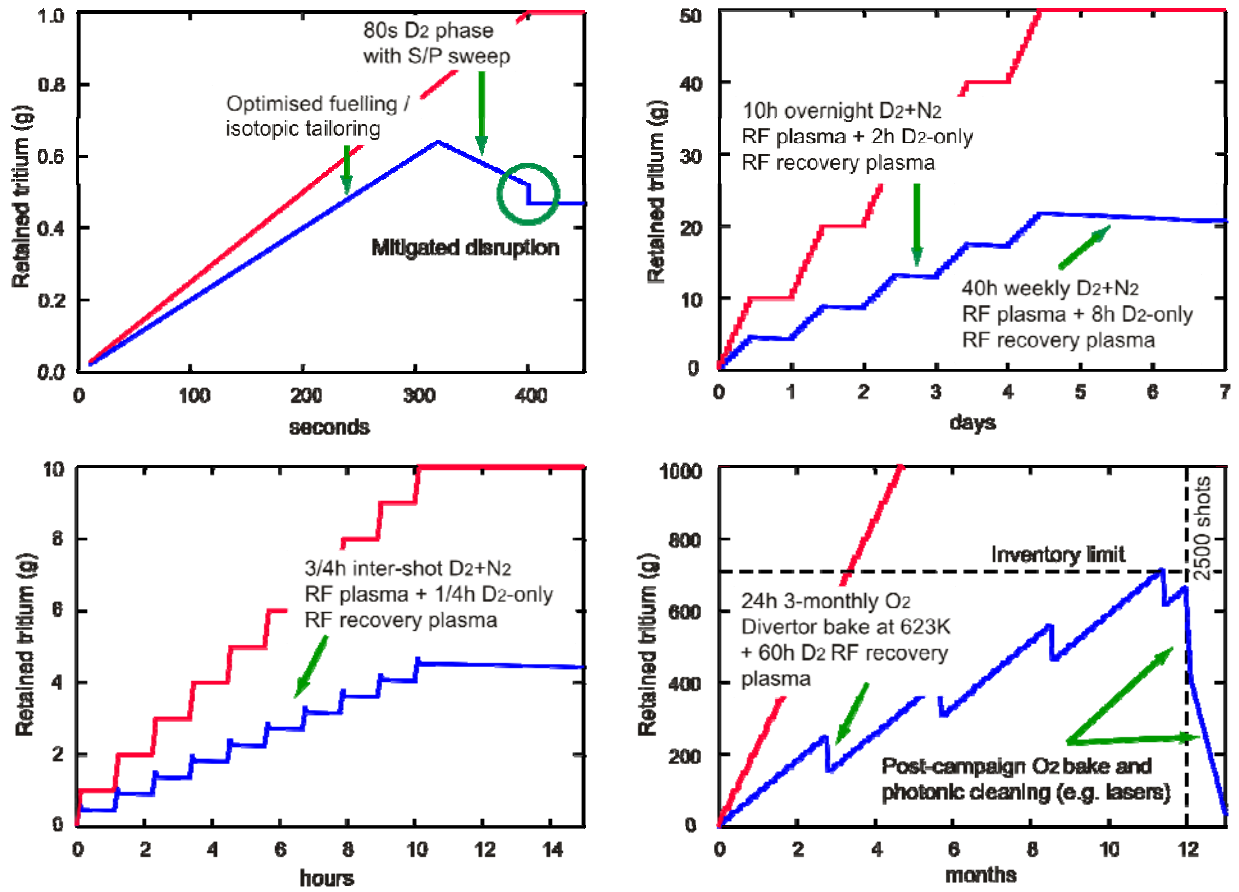 1.0
0.8
0.6
0.4
0.2
0.0
Retained tritium (g)
80s D2 phase
with S/P sweep
Optimised fuelling /
isotopic tailoring
Mitigated disruption
0 100 200 300 400
seconds
50
40
30
20
10
0
Retained tritium (g)
10h overnight D2+N2
RF plasma + 2h D2-only
RF recovery plasma
40h weekly D2+N2
RF plasma + 8h D2-only
RF recovery plasma
0 1 2 3 4 5 6 7
days
10
8
6
4
2
0
Retained tritium (g)
3/4h inter-shot D2+N2
RF plasma + 1/4h D2-only
RF recovery plasma
0 2 4 6 8 10 12 14
hours
1000
800
600
400
200
0
Retained tritium (g)
Inventory limit
2500 shots
24h 3-monthly O2
Divertor bake at 623K
+ 60h D2 RF recovery
plasma
Post-campaign O2 bake and
photonic cleaning (e.g. lasers)
0 2 4 6 8 10 12
months